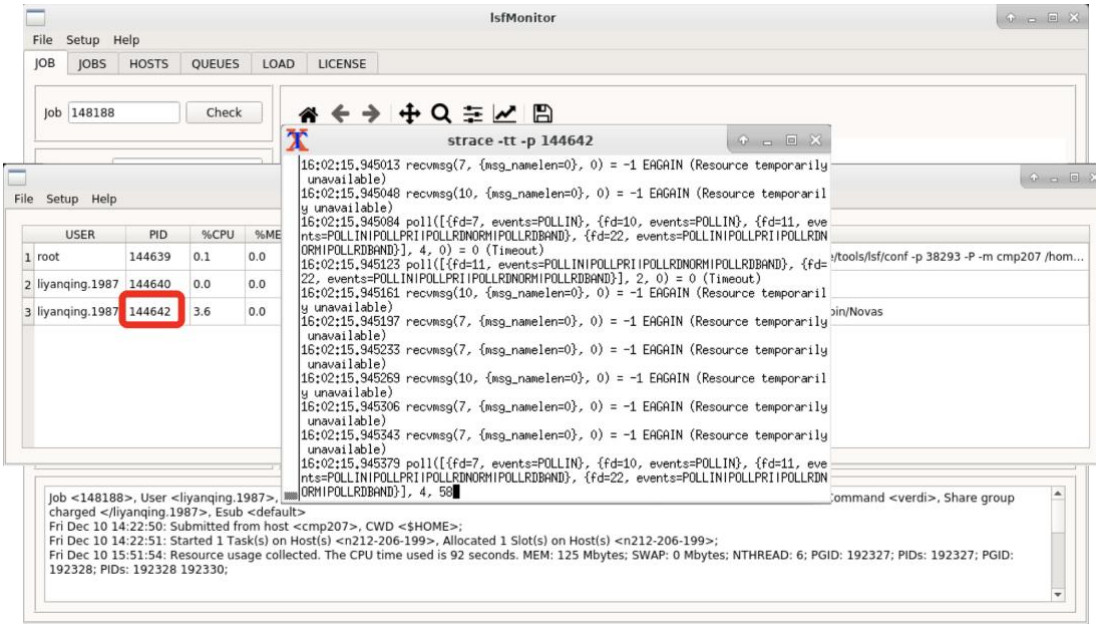 lsfMonitor
File Setup Help
JOB JOBS HOSTS QUEUES LOAD LICENSE
Job 148188 Check
strace -tt -p 144642
16:02:15.945013 recvmsg(7, {msg_namelen=0}, 0) = -1 EAGAIN (Resource temporarily
unavailable)
16:02:15.945048 recvmsg(10, {msg_namelen=0}, 0) = -1 EAGAIN (Resource temporaril
y unavailable)
16:02:15.945084 poll([{fd=7, events=POLLIN}, {fd=10, events=POLLIN}, {fd=11, eve
nts=POLLIN|POLLPRI|POLLRDNORM|POLLRDBAND}, {fd=22, events=POLLIN|POLLPRI|POLLRDN
ORM|POLLRDBAND}], 4, 0) = 0 (Timeout)
16:02:15.945123 poll([{fd=11, events=POLLIN|POLLPRI|POLLRDNORM|POLLRDBAND}, {fd=
22, events=POLLIN|POLLPRI|POLLRDNORM|POLLRDBAND}], 2, 0) = 0 (Timeout)
16:02:15.945161 recvmsg(10, {msg_namelen=0}, 0) = -1 EAGAIN (Resource temporaril
y unavailable)
16:02:15.945197 recvmsg(7, {msg_namelen=0}, 0) = -1 EAGAIN (Resource temporarily
unavailable)
16:02:15.945233 recvmsg(7, {msg_namelen=0}, 0) = -1 EAGAIN (Resource temporarily
unavailable)
16:02:15.945269 recvmsg(10, {msg_namelen=0}, 0) = -1 EAGAIN (Resource temporaril
y unavailable)
16:02:15.945306 recvmsg(7, {msg_namelen=0}, 0) = -1 EAGAIN (Resource temporarily
unavailable)
16:02:15.945343 recvmsg(7, {msg_namelen=0}, 0) = -1 EAGAIN (Resource temporarily
unavailable)
16:02:15.945379 poll([{fd=7, events=POLLIN}, {fd=10, events=POLLIN}, {fd=11, eve
nts=POLLIN|POLLPRI|POLLRDNORM|POLLRDBAND}, {fd=22, events=POLLIN|POLLPRI|POLLRDN
ORM|POLLRDBAND}], 4, 58
File Setup Help
USER PID %CPU %ME
1 root 144639 0.1 0.0 /tools/lsf/conf -p 38293 -P -m cmp207 /hom...
2 liyanqing.1987 144640 0.0 0.0
3 liyanqing.1987 144642 3.6 0.0 bin/Novas
Job <148188>, User <liyanqing.1987>, Command <verdi>, Share group
charged </liyanqing.1987>, Esub <default>
Fri Dec 10 14:22:50: Submitted from host <cmp207>, CWD <$HOME>;
Fri Dec 10 14:22:51: Started 1 Task(s) on Host(s) <n212-206-199>, Allocated 1 Slot(s) on Host(s) <n212-206-199>;
Fri Dec 10 15:51:54: Resource usage collected. The CPU time used is 92 seconds. MEM: 125 Mbytes; SWAP: 0 Mbytes; NTHREAD: 6; PGID: 192327; PIDs: 192327; PGID:
192328; PIDs: 192328 192330;